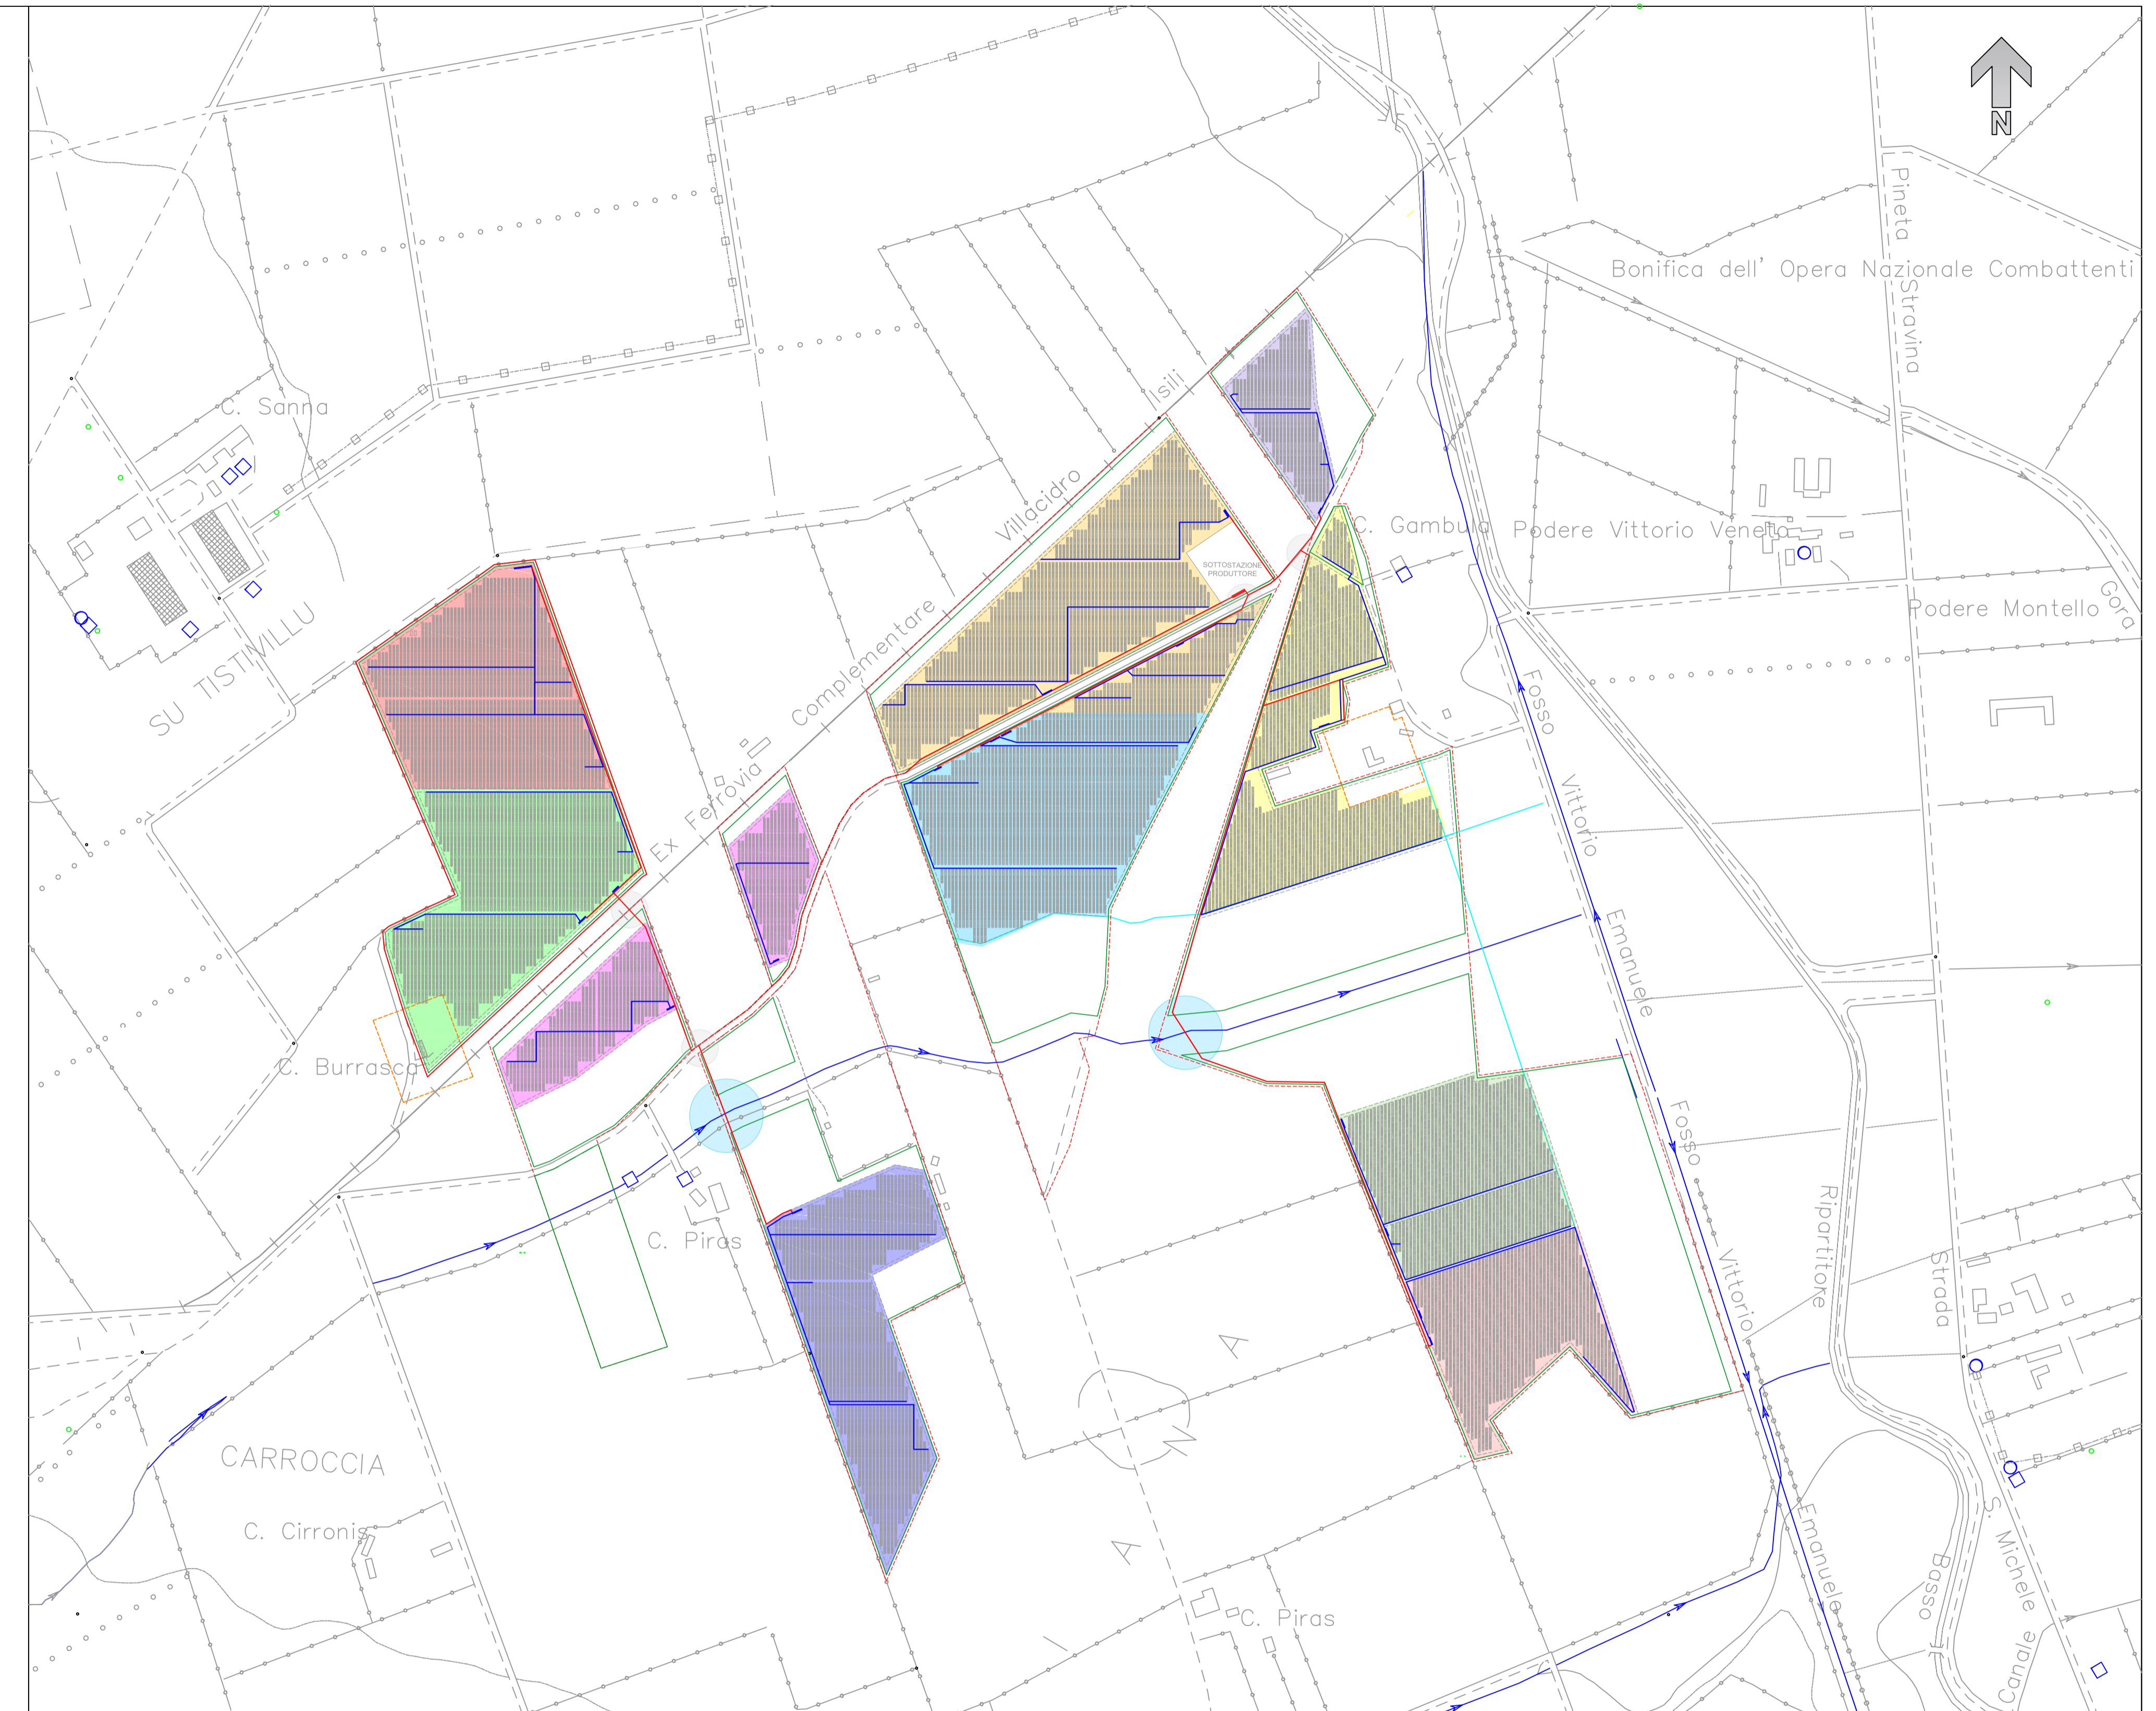 N
Pineta Stravina
Bonifica dell' Opera Nazionale Combattenti
Isili
C. Sanna
Villacidro
C. Gambula
Podere Vittorio Veneto
SOTTOSTAZIONE
PRODUTTORE
Podere Montello
Gora
SU TISTIVILLU
Complementare
Fosso
Ex Ferrovia
Vittorio
Emanuele
C. Burrasca
Fosso
Ripartitore
C. Piras
Vittorio
Strada
CARROCCIA
C. Cirronis
Emanuele
S. Michele
Basso
C. Piras
Canale